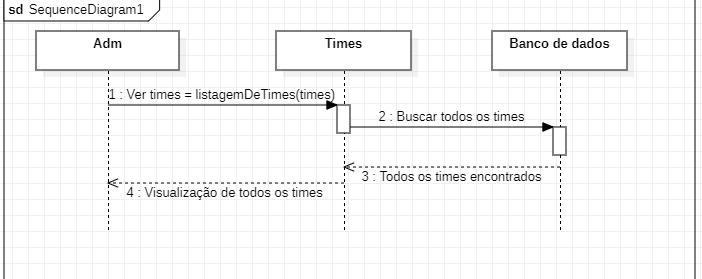 sd SequenceDiagram1
Adm
Times
Banco de dados
1 : Ver times = listagemDeTimes(times)
2 : Buscar todos os times
3 : Todos os times encontrados
4 : Visualização de todos os times